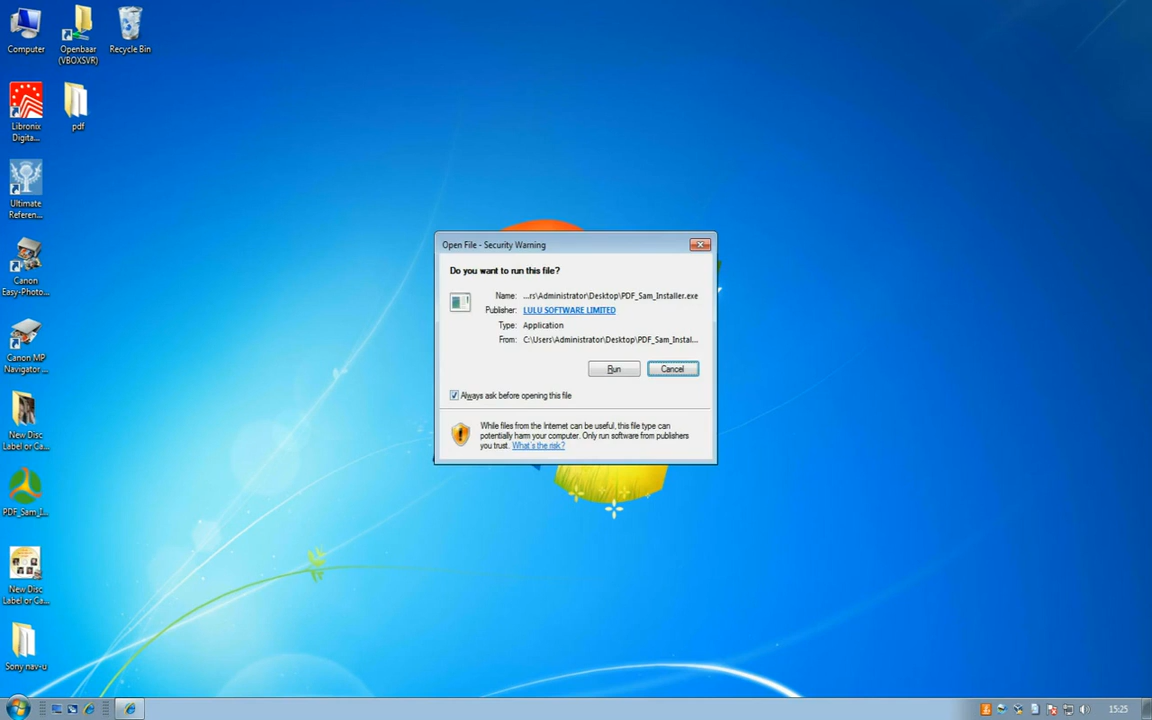 Computer
Openbaar
(VBOXSVR)
Recycle Bin
Libronix
Digita...
pdf
Ultimate
Referen...
Canon
Easy-Photo...
Canon MP
Navigator ...
New Disc
Label or Ca...
PDF_Sam_I...
New Disc
Label or Ca...
Sony nav-u
Open File - Security Warning
Do you want to run this file?
Name: ...rs\Administrator\Desktop\PDF_Sam_Installer.exe
Publisher: LULU SOFTWARE LIMITED
Type: Application
From: C:\Users\Administrator\Desktop\PDF_Sam_Instal...
Run
Cancel
Always ask before opening this file
While files from the Internet can be useful, this file type can
potentially harm your computer. Only run software from publishers
you trust. What's the risk?
15:25